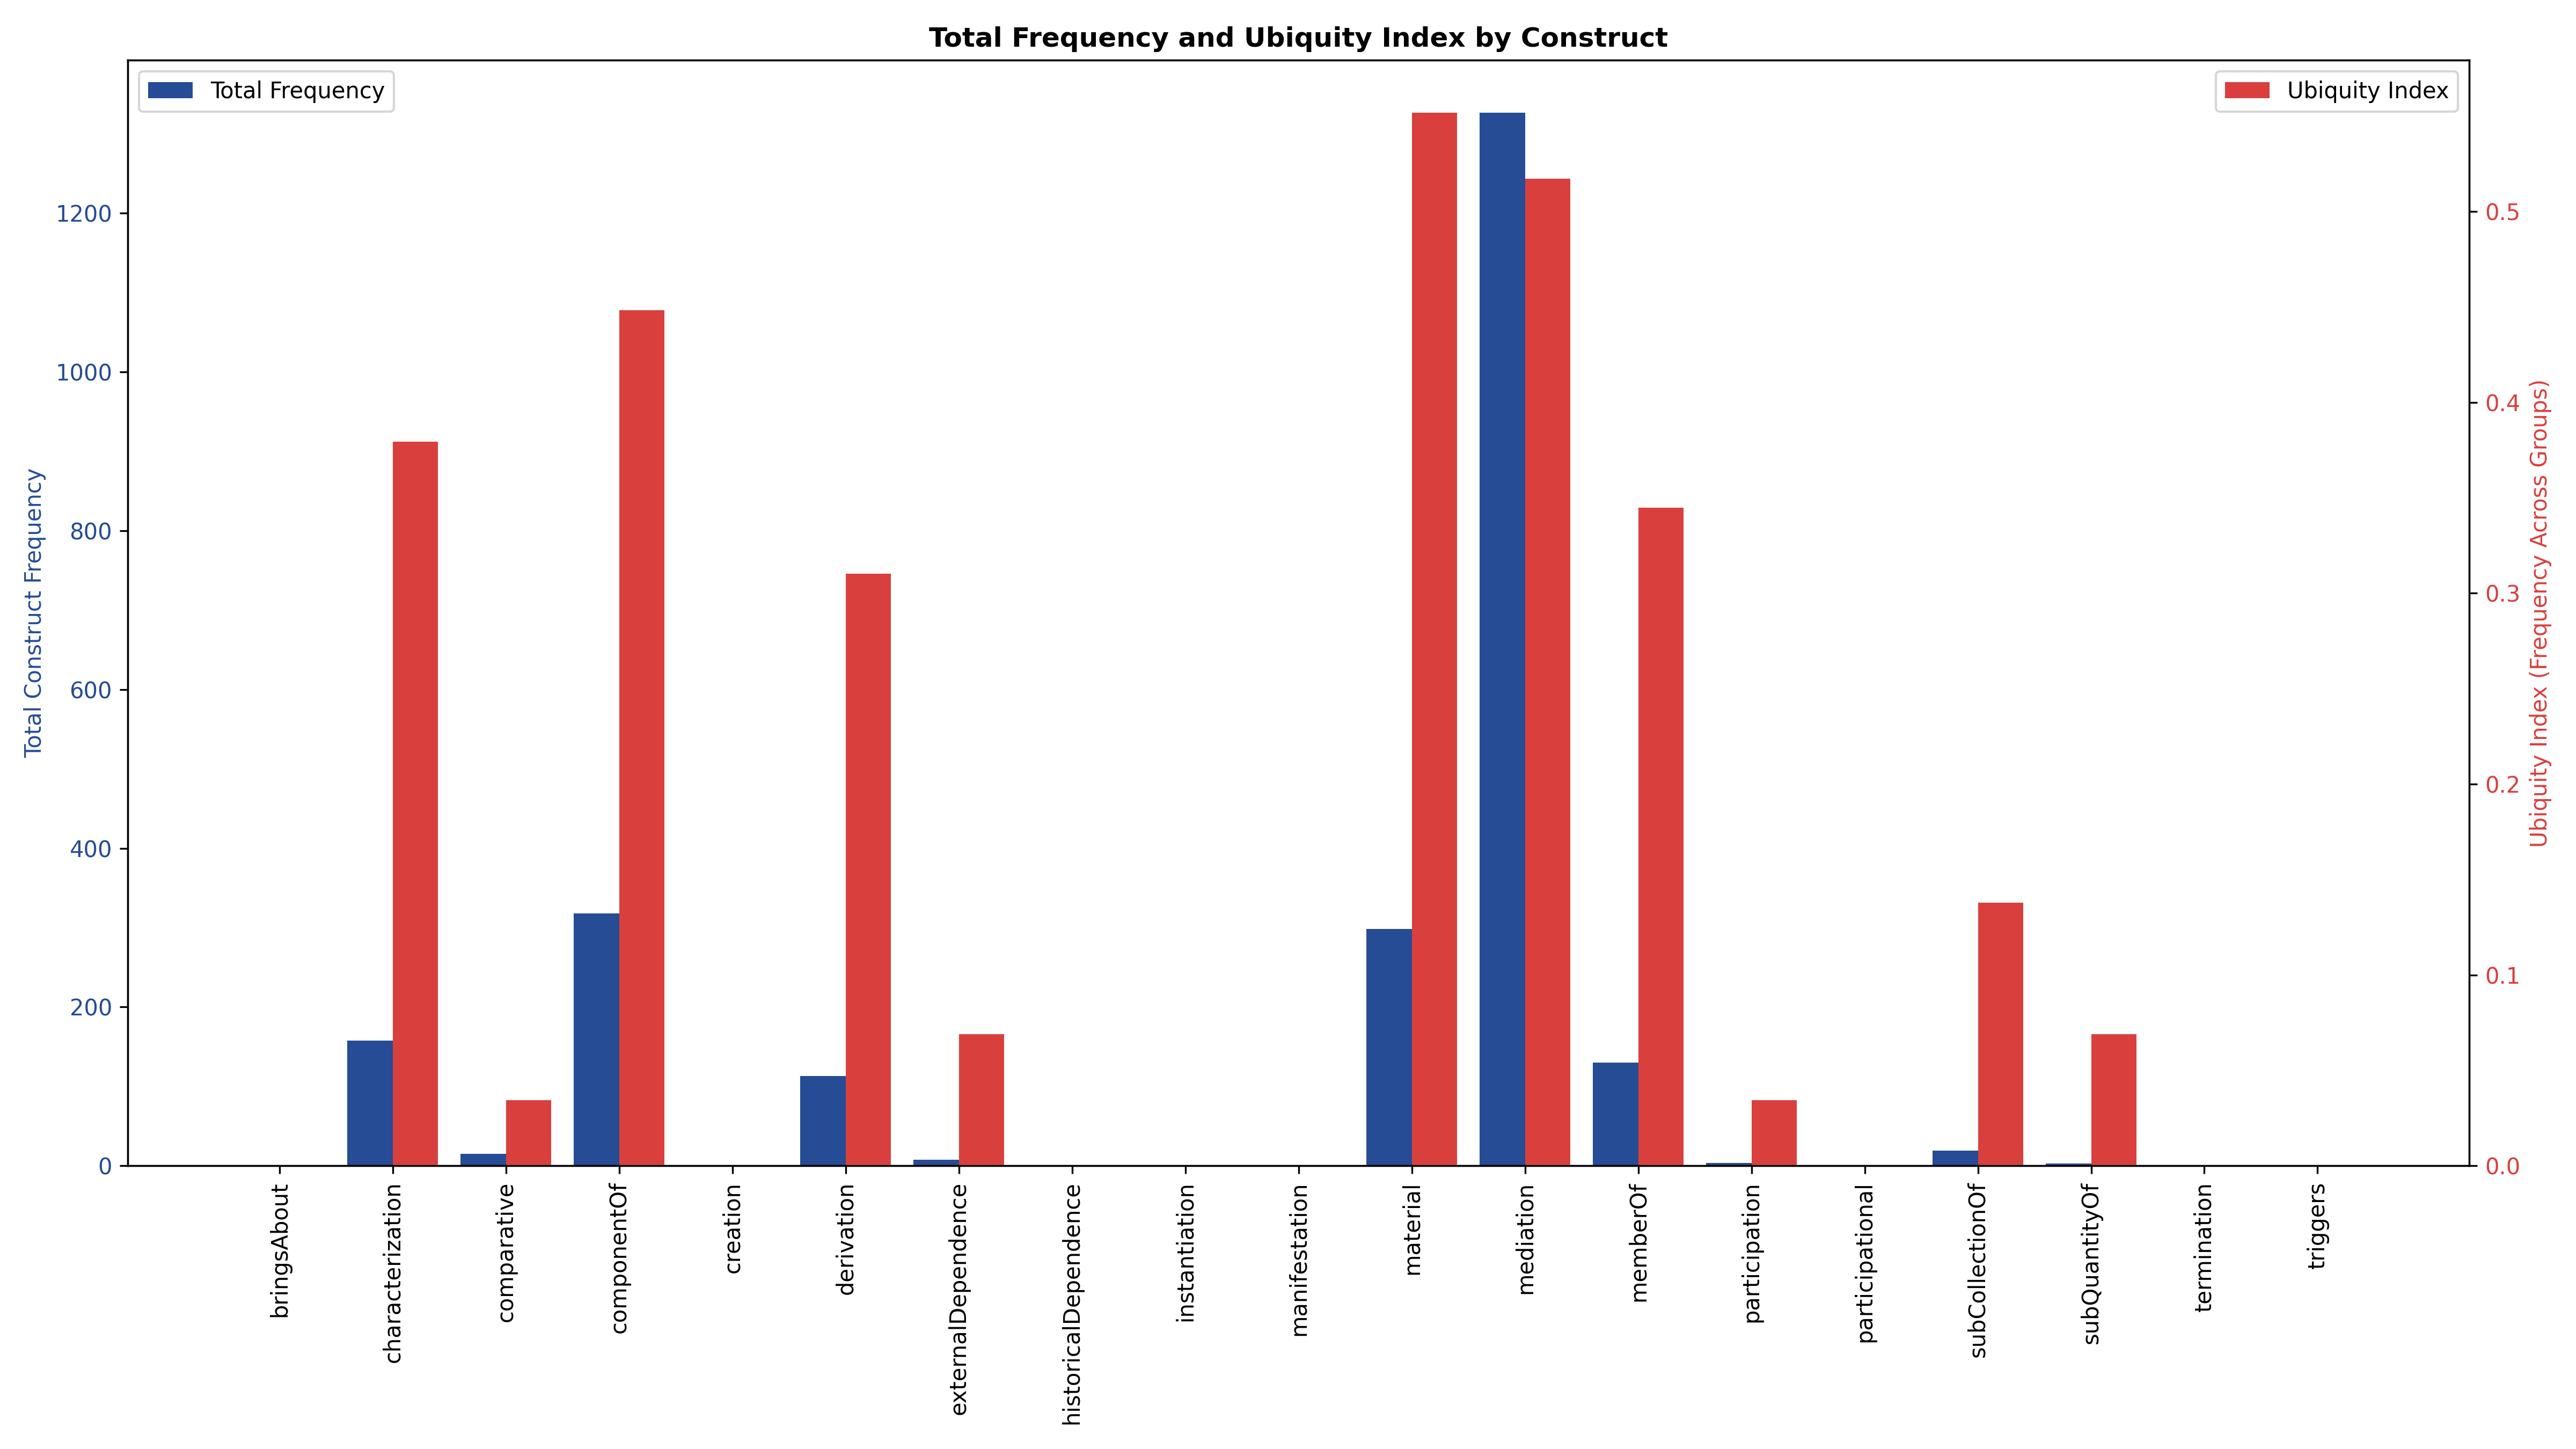 Total Frequency and Ubiquity Index by Construct
Total Frequency
Ubiquity Index
Total Construct Frequency
1200
1000
800
600
400
200
0
0.5
0.4
0.3
0.2
0.1
0.0
Ubiquity Index (Frequency Across Groups)
bringsAbout
characterization
comparative
componentOf
creation
derivation
externalDependence
historicalDependence
instantiation
manifestation
material
mediation
memberOf
participation
participational
subCollectionOf
subQuantityOf
termination
triggers